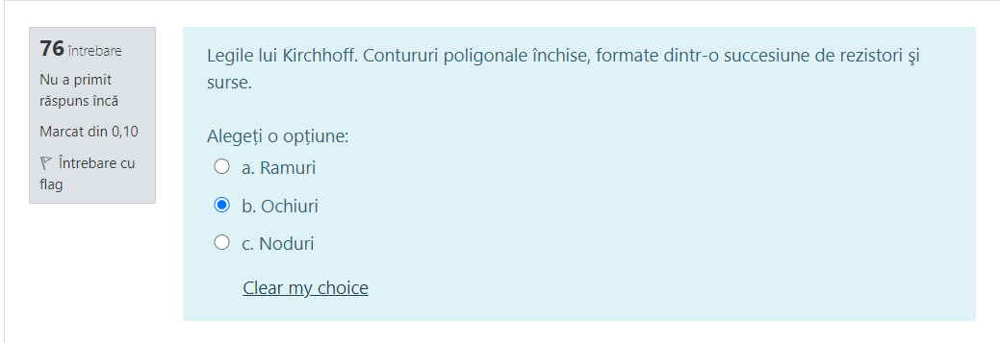 76 întrebare
Nu a primit
răspuns încă
Marcat din 0,10
Întrebare cu
flag
Legile lui Kirchhoff. Contururi poligonale închise, formate dintr-o succesiune de rezistori şi
surse.
Alegeți o opțiune:
a. Ramuri
b. Ochiuri
c. Noduri
Clear my choice